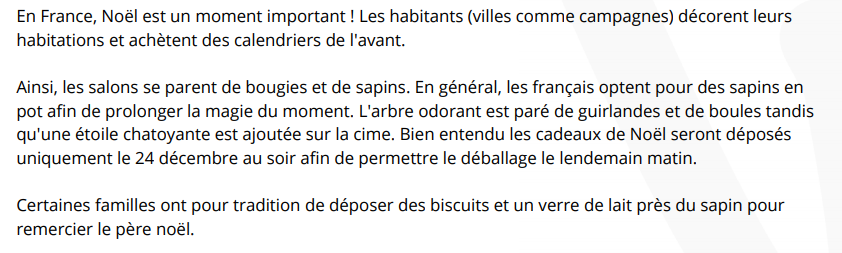 En France, Noël est un moment important ! Les habitants (villes comme campagnes) décorent leurs
habitations et achètent des calendriers de l'avant.
Ainsi, les salons se parent de bougies et de sapins. En général, les français optent pour des sapins en
pot afin de prolonger la magie du moment. L'arbre odorant est paré de guirlandes et de boules tandis
qu'une étoile chatoyante est ajoutée sur la cime. Bien entendu les cadeaux de Noël seront déposés
uniquement le 24 décembre au soir afin de permettre le déballage le lendemain matin.
Certaines familles ont pour tradition de déposer des biscuits et un verre de lait près du sapin pour
remercier le père noël.